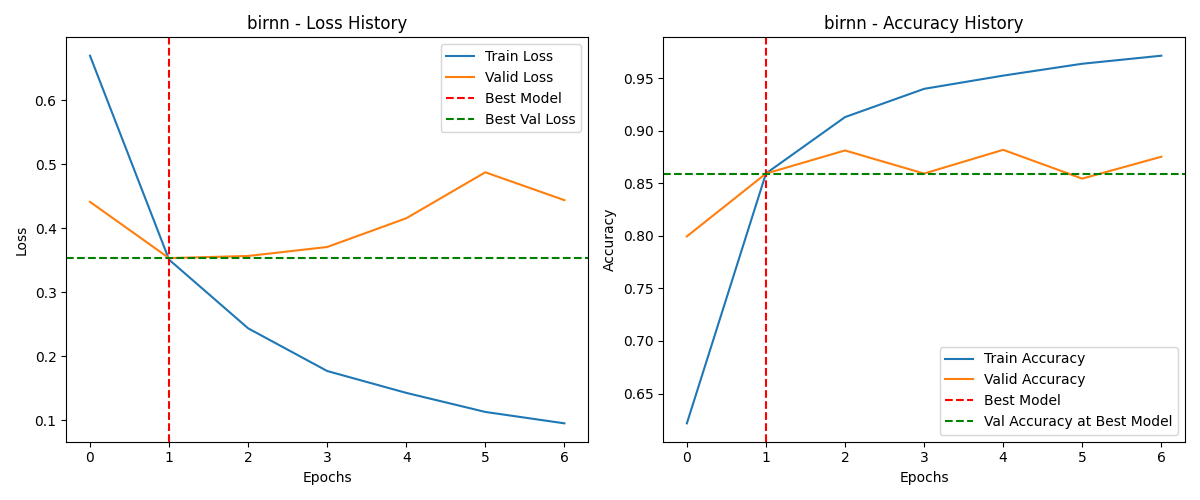 birnn - Loss History
Loss
0.6
0.5
0.4
0.3
0.2
0.1
Train Loss
Valid Loss
Best Model
Best Val Loss
0 1 2 3 4 5 6
Epochs
birnn - Accuracy History
Accuracy
0.95
0.90
0.85
0.80
0.75
0.70
0.65
Train Accuracy
Valid Accuracy
Best Model
Val Accuracy at Best Model
0 1 2 3 4 5 6
Epochs